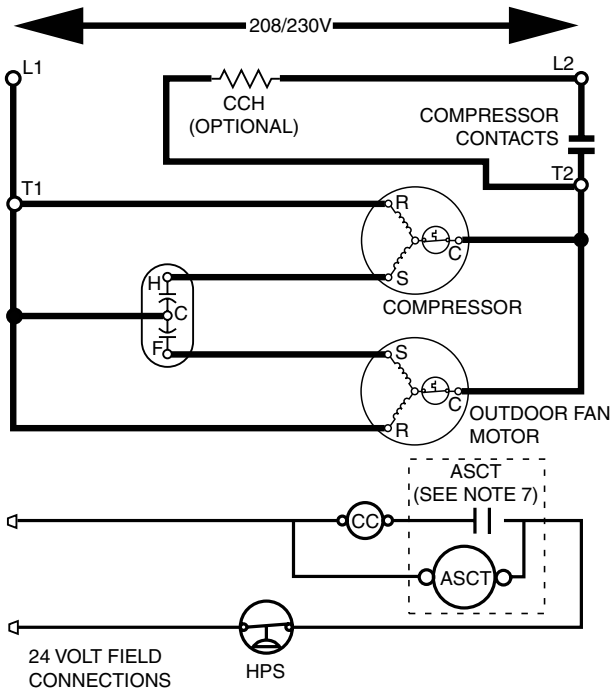 208/230V
L1
L2
CCH
(OPTIONAL)
COMPRESSOR
CONTACTS
T1
T2
R
C
S
COMPRESSOR
H
C
F
S
C
R
OUTDOOR FAN
MOTOR
ASCT
(SEE NOTE 7)
CC
ASCT
HPS
24 VOLT FIELD
CONNECTIONS